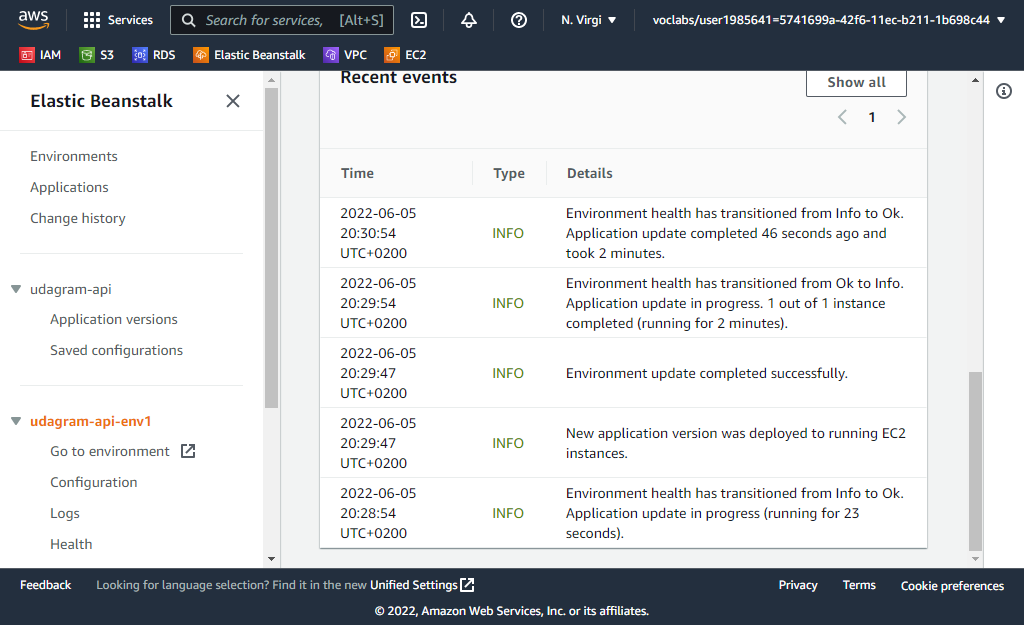 aws
Services
Search for services, [Alt+S]
N. Virgi
voclabs/user1985641=5741699a-42f6-11ec-b211-1b698c44
IAM
S3
RDS
Elastic Beanstalk
VPC
EC2
Elastic Beanstalk
Environments
Applications
Change history
udagram-api
Application versions
Saved configurations
udagram-api-env1
Go to environment
Configuration
Logs
Health
Recent events
Show all
1
Time Type Details
2022-06-05
20:30:54
UTC+0200
INFO
Environment health has transitioned from Info to Ok.
Application update completed 46 seconds ago and
took 2 minutes.
2022-06-05
20:29:54
UTC+0200
INFO
Environment health has transitioned from Ok to Info.
Application update in progress. 1 out of 1 instance
completed (running for 2 minutes).
2022-06-05
20:29:47
UTC+0200
INFO
Environment update completed successfully.
2022-06-05
20:29:47
UTC+0200
INFO
New application version was deployed to running EC2
instances.
2022-06-05
20:28:54
UTC+0200
INFO
Environment health has transitioned from Info to Ok.
Application update in progress (running for 23
seconds).
Feedback
Looking for language selection? Find it in the new Unified Settings
Privacy
Terms
Cookie preferences
© 2022, Amazon Web Services, Inc. or its affiliates.